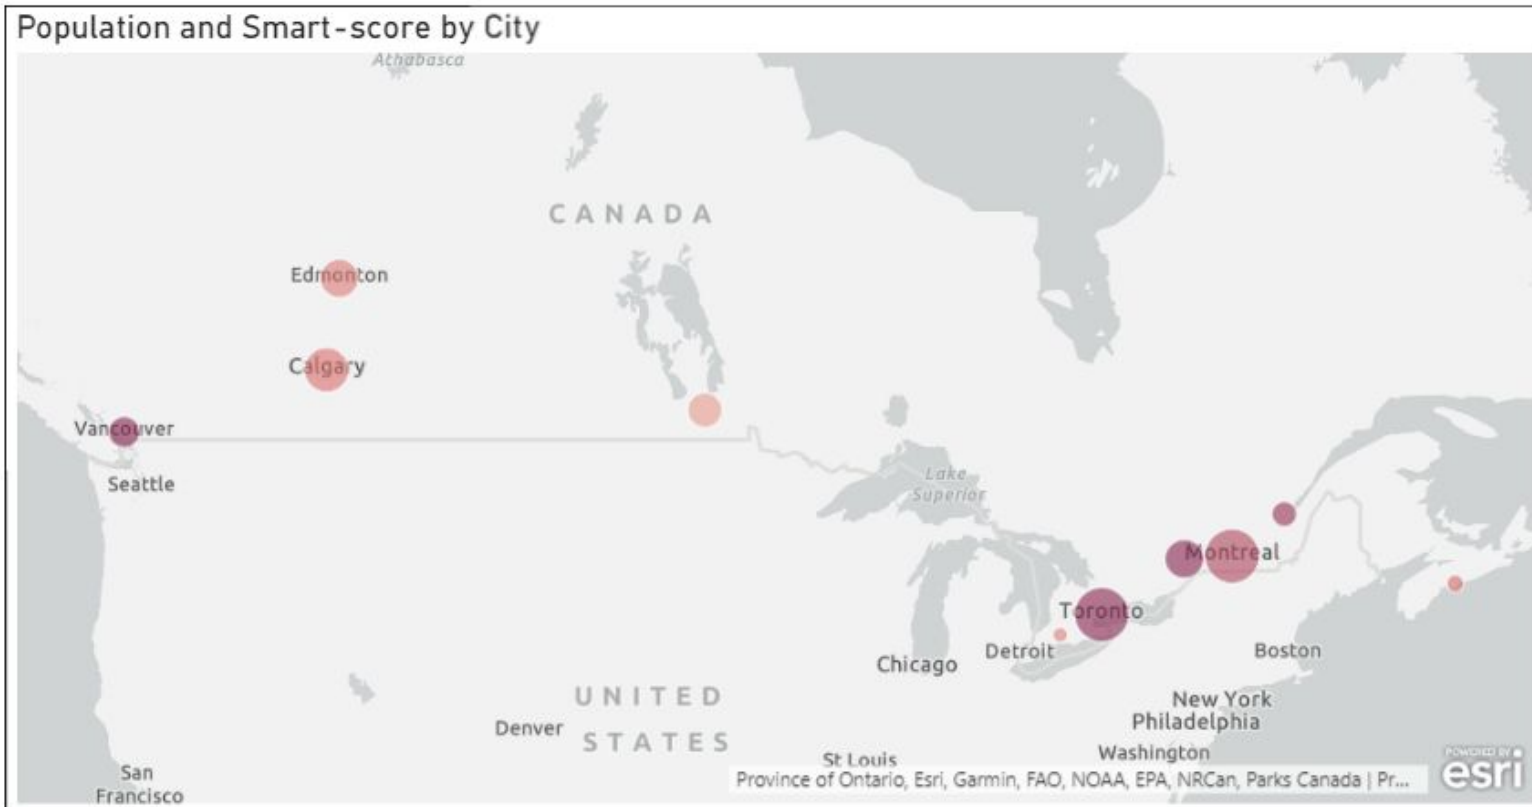 Population and Smart-score by City
Athabasca
CANADA
Edmonton
Calgary
Vancouver
Seattle
Lake
Superior
Montreal
Toronto
Detroit
Boston
Chicago
UNITED
New York
Philadelphia
Denver
STATES
Washington
St Louis
San
Francisco
Province of Ontario, Esri, Garmin, FAO, NOAA, EPA, NRCan, Parks Canada | Pr...
POWERED BY
esri